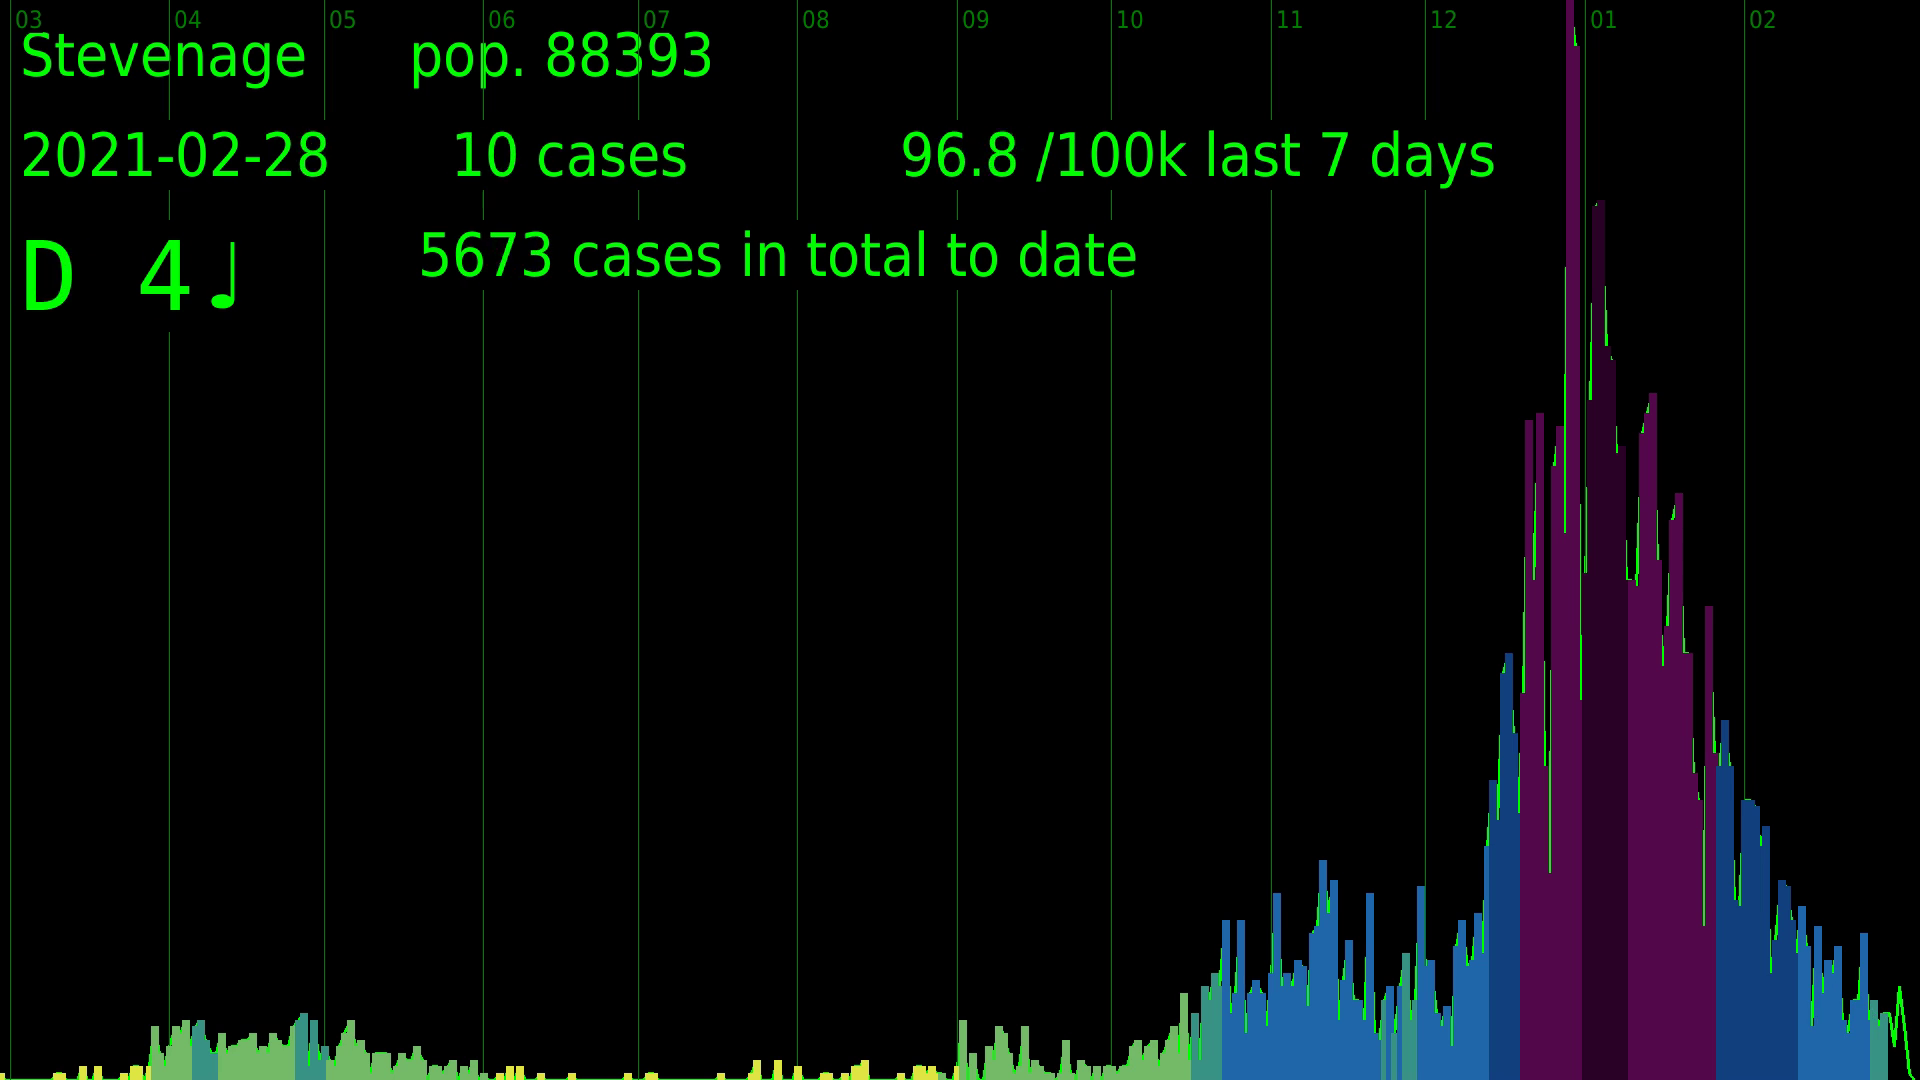 03 04 05 06 07 08 09 10 11 12 01 02
Stevenage pop. 88393
2021-02-28 10 cases 96.8 /100k last 7 days
D 4♩ 5673 cases in total to date